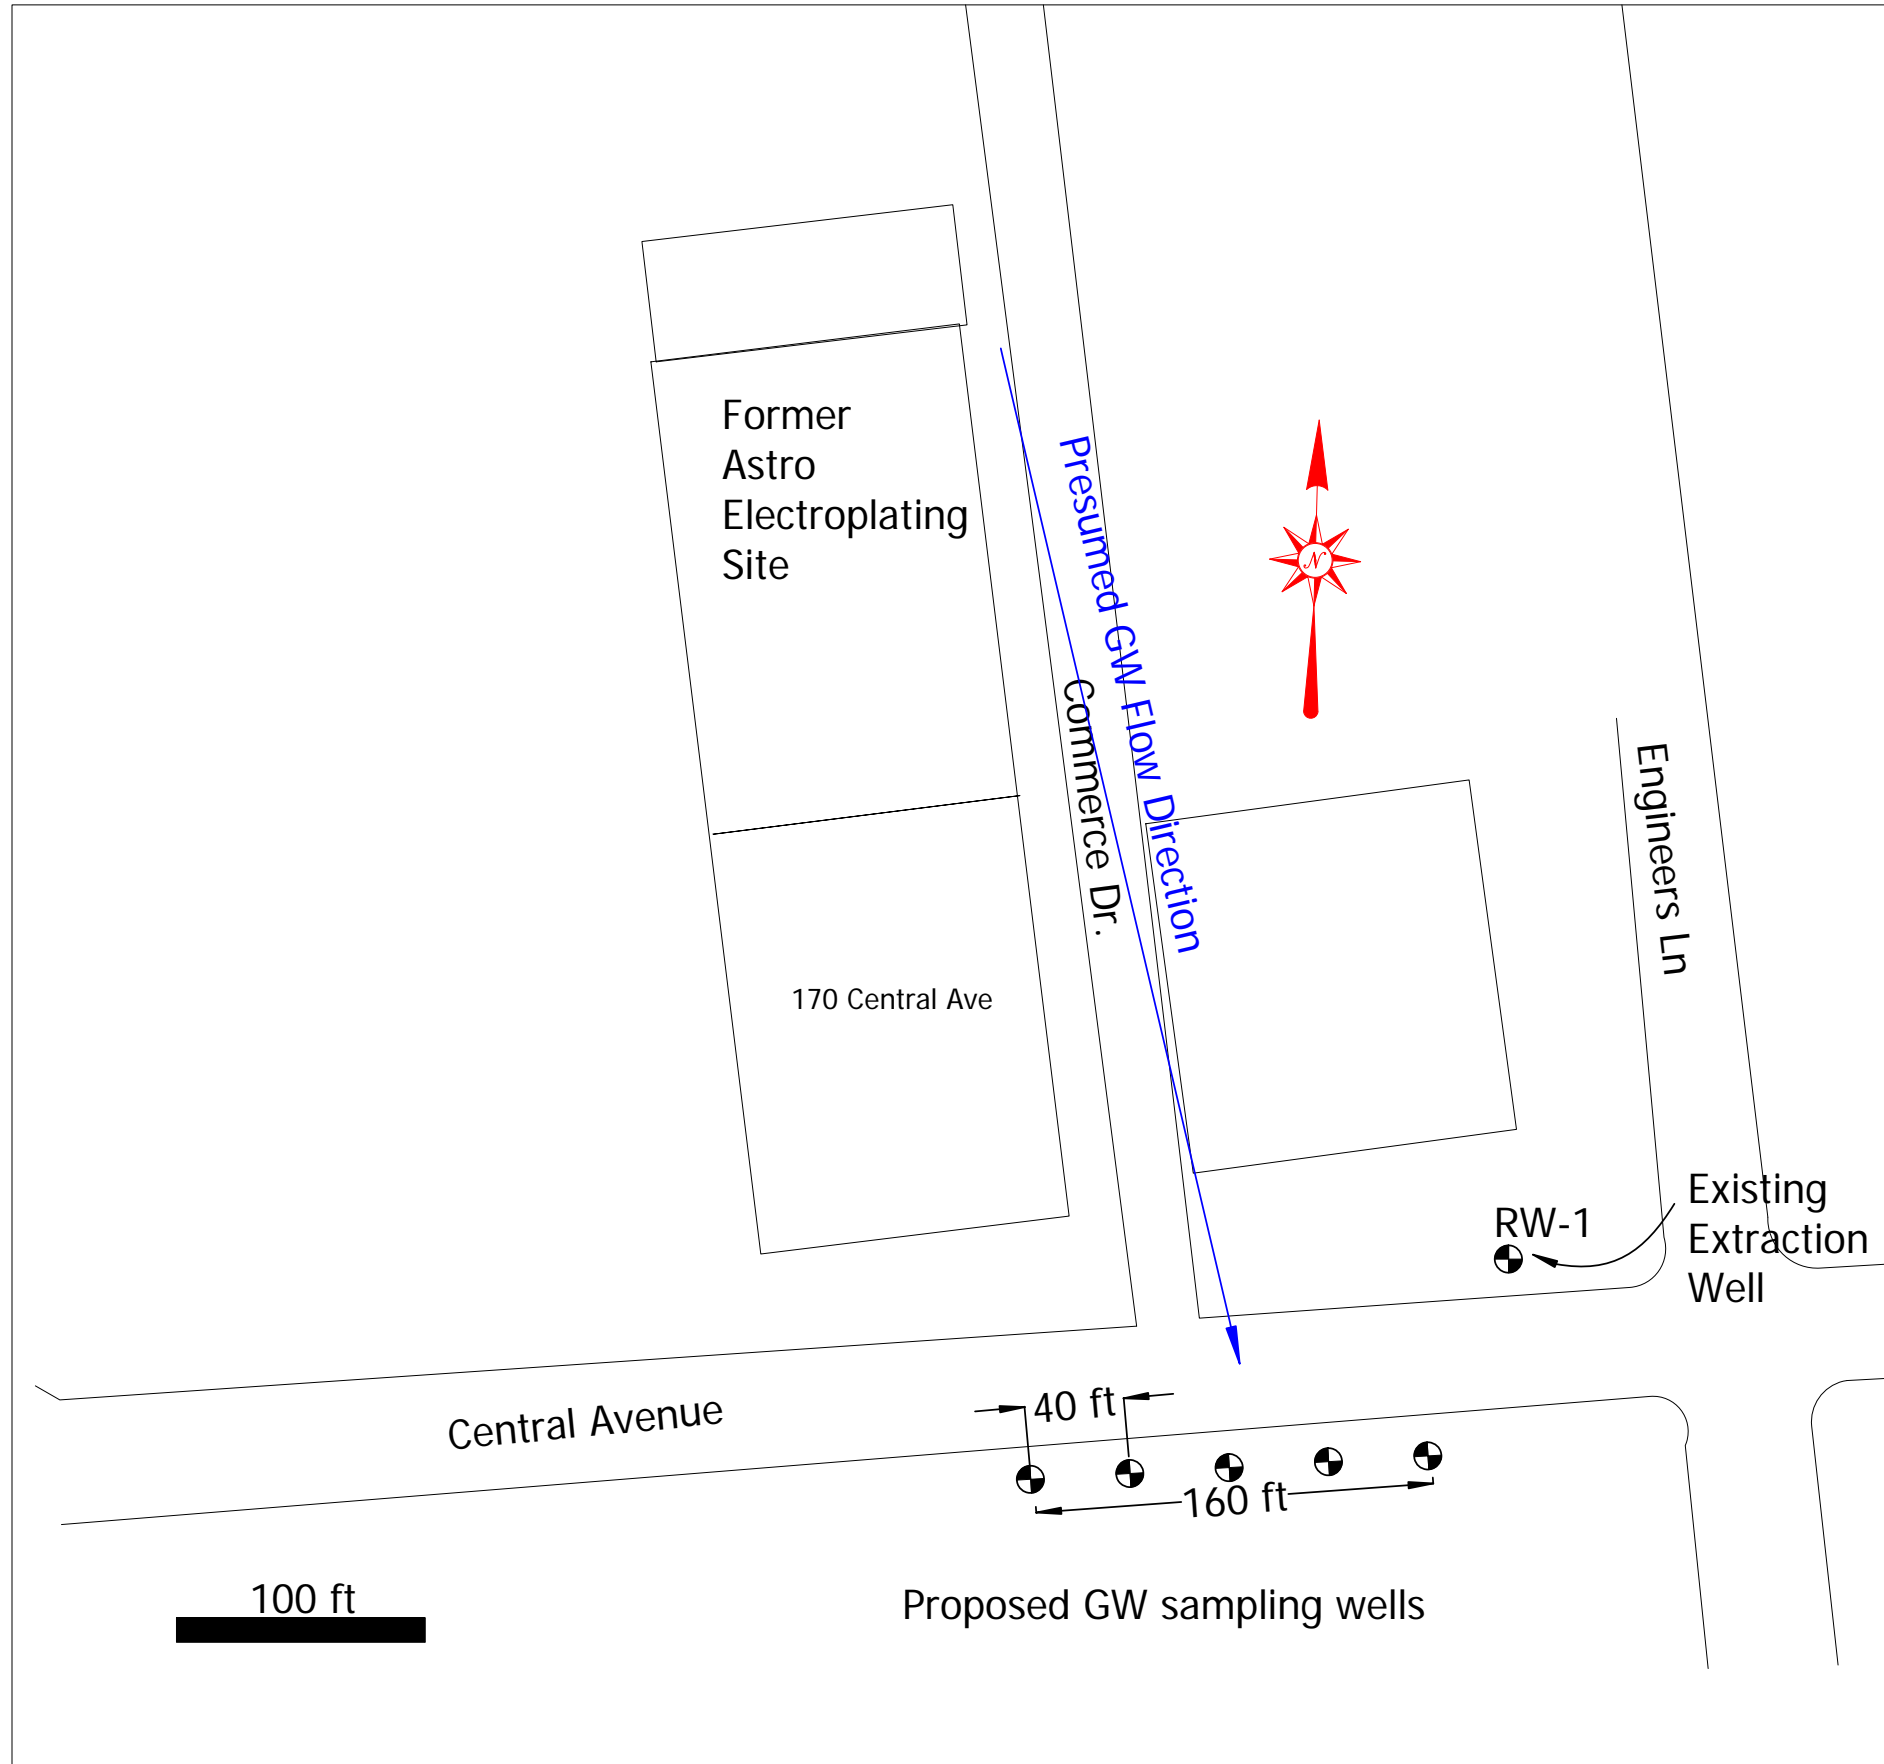 Former
Astro
Electroplating
Site
Presumed GW Flow Direction
N
Commerce Dr.
Engineers Ln
170 Central Ave
RW-1
Existing
Extraction
Well
Central Avenue
40 ft
160 ft
100 ft
Proposed GW sampling wells